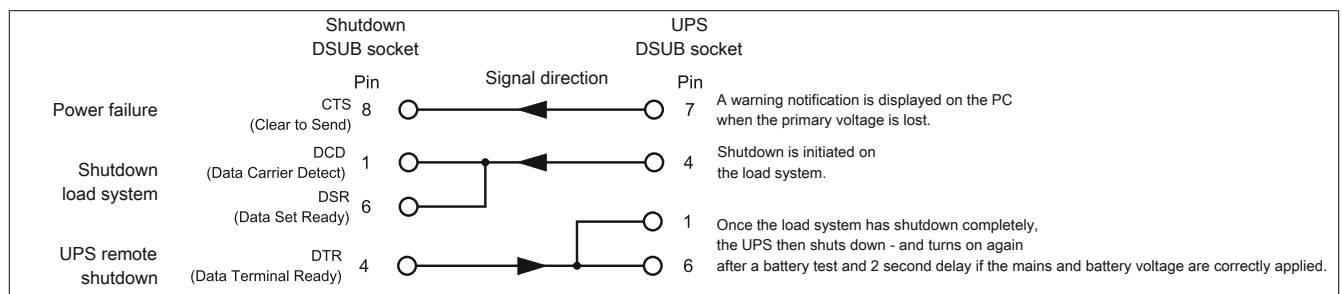 Shutdown
DSUB socket
UPS
DSUB socket
Pin
Signal direction
Pin
Power failure
CTS
(Clear to Send)
8
7
A warning notification is displayed on the PC
when the primary voltage is lost.
Shutdown
load system
DCD
(Data Carrier Detect)
1
4
Shutdown is initiated on
the load system.
DSR
(Data Set Ready)
6
1
Once the load system has shutdown completely,
the UPS then shuts down - and turns on again
after a battery test and 2 second delay if the mains and battery voltage are correctly applied.
UPS remote
shutdown
DTR
(Data Terminal Ready)
4
6